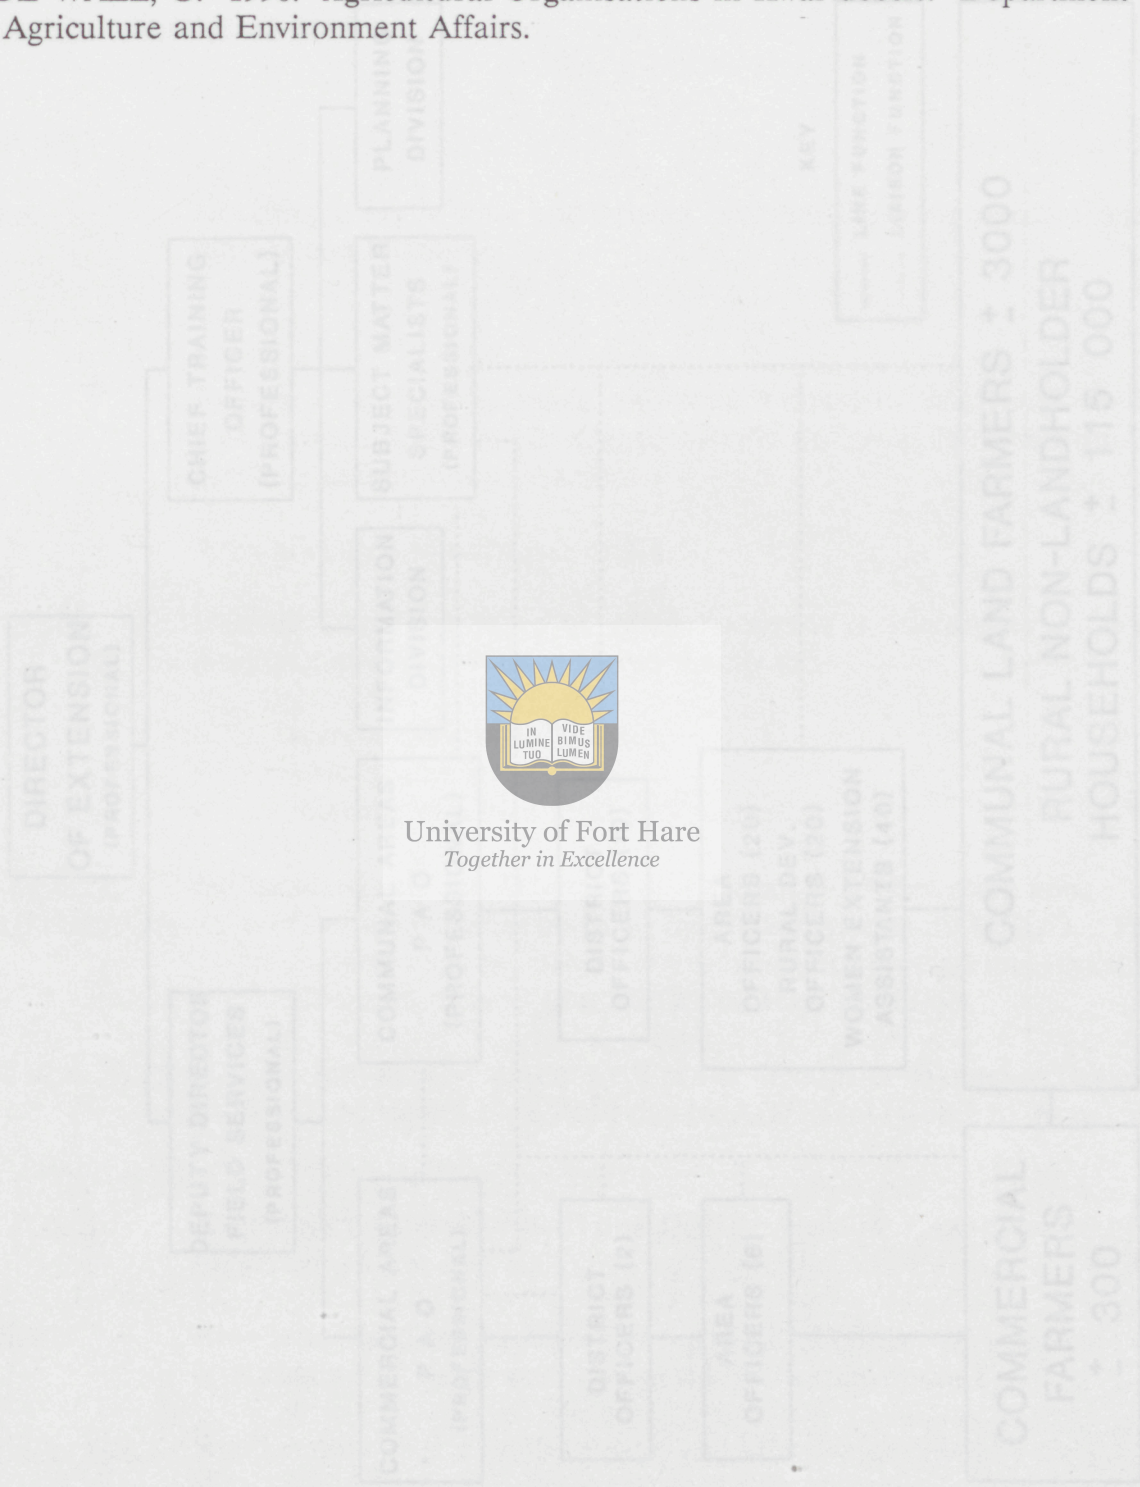 Agriculture and Environment Affairs.
PLANNING
DIVISION
KEY
LINE FUNCTION
LIAISON FUNCTION
CHIEF TRAINING
OFFICER
(PROFESSIONAL)
SUBJECT MATTER
SPECIALISTS
(PROFESSIONAL)
COMMUNAL LAND FARMERS ± 3000
RURAL NON-LANDHOLDER
HOUSEHOLDS ± 115 000
DIRECTOR
OF EXTENSION
(PROFESSIONAL)
INFORMATION
DIVISION
IN
LUMINE
TUO
VIDE
BIMUS
LUMEN
University of Fort Hare
Together in Excellence
DEPUTY DIRECTOR
FIELD SERVICES
(PROFESSIONAL)
COMMUNAL AREAS
P A O
(PROFESSIONAL)
DISTRICT
OFFICERS
AREA
OFFICERS (20)
RURAL DEV.
OFFICERS
WOMEN EXTENSION
ASSISTANTS (40)
COMMERCIAL AREAS
P A O
(PROFESSIONAL)
DISTRICT
OFFICERS (2)
AREA
OFFICERS (6)
COMMERCIAL
FARMERS
± 300